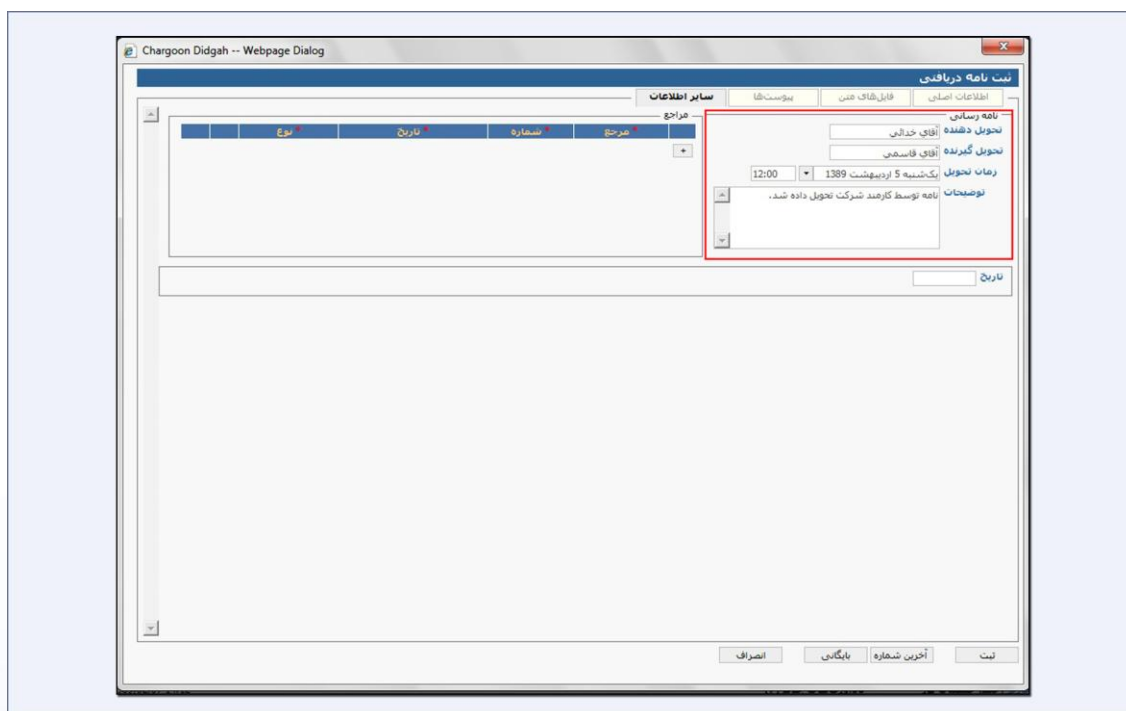 Chargoon Didgah -- Webpage Dialog
ثبت نامه دریافتی
اطلاعات اصلی فایل‌های متن پیوست‌ها سایر اطلاعات
نامه رسانی
تحویل دهنده آقای خدائی
تحویل گیرنده آقای قاسمی
زمان تحویل یک‌شنبه 5 اردیبهشت 1389 12:00
توضیحات نامه توسط کارمند شرکت تحویل داده شد.
مراجع
* مرجع * شماره * تاریخ * نوع
+
تاریخ
ثبت آخرین شماره بایگانی انصراف